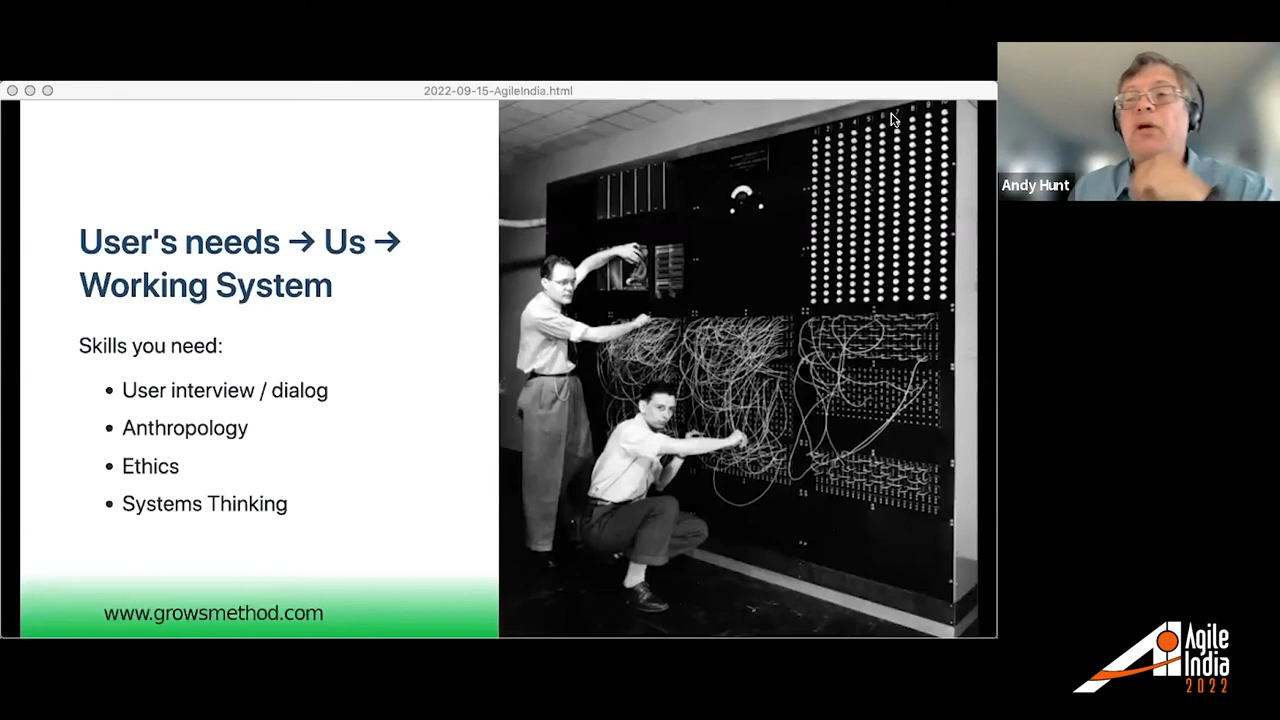 2022-09-15-AgileIndia.html
User's needs → Us →
Working System
Skills you need:
• User interview / dialog
• Anthropology
• Ethics
• Systems Thinking
www.growsmethod.com
Andy Hunt
Agile
India
2022